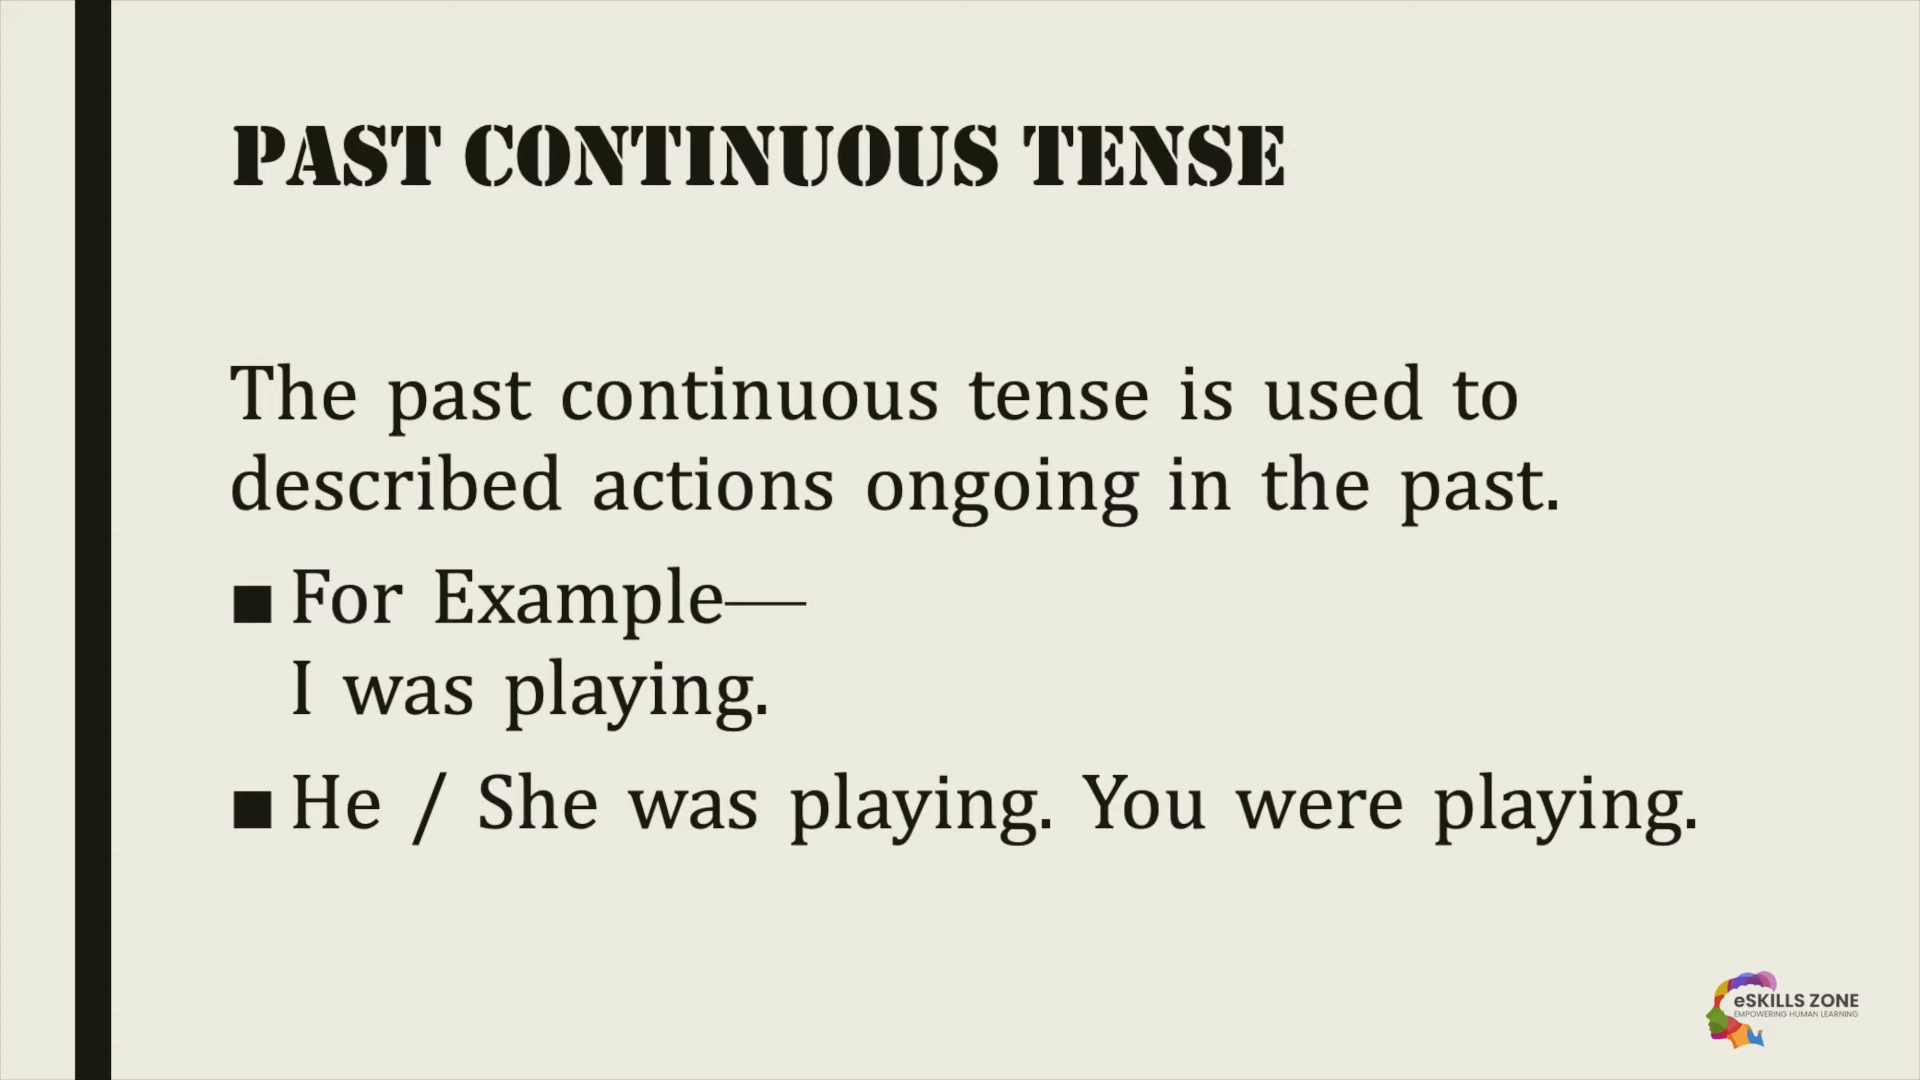 PAST CONTINUOUS TENSE
The past continuous tense is used to
described actions ongoing in the past.
■ For Example—
I was playing.
■ He / She was playing. You were playing.
eSKILLS ZONE
EMPOWERING HUMAN LEARNING